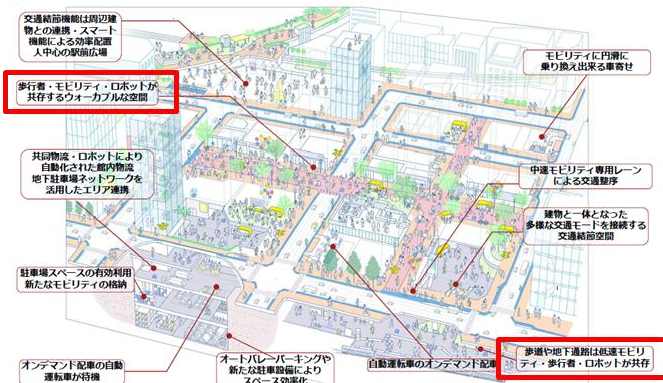 交通結節機能は周辺建
物との連携・スマート
機能による効率配置
人中心の駅前広場
モビリティに円滑に
乗り換え出来る車寄せ
歩行者・モビリティ・ロボットが
共存するウォーカブルな空間
共同物流・ロボットにより
自動化された館内物流
地下駐車場ネットワークを
活用したエリア連携
中速モビリティ専用レーン
による交通整序
建物と一体となった
多様な交通モードを接続する
交通結節空間
駐車場スペースの有効利用
新たなモビリティの格納
オンデマンド配車の自動
運転車が待機
オートバレーパーキングや
新たな駐車設備により
スペース効率化
自動運転車のオンデマンド配車
歩道や地下通路は低速モビリ
ティ・歩行者・ロボットが共存